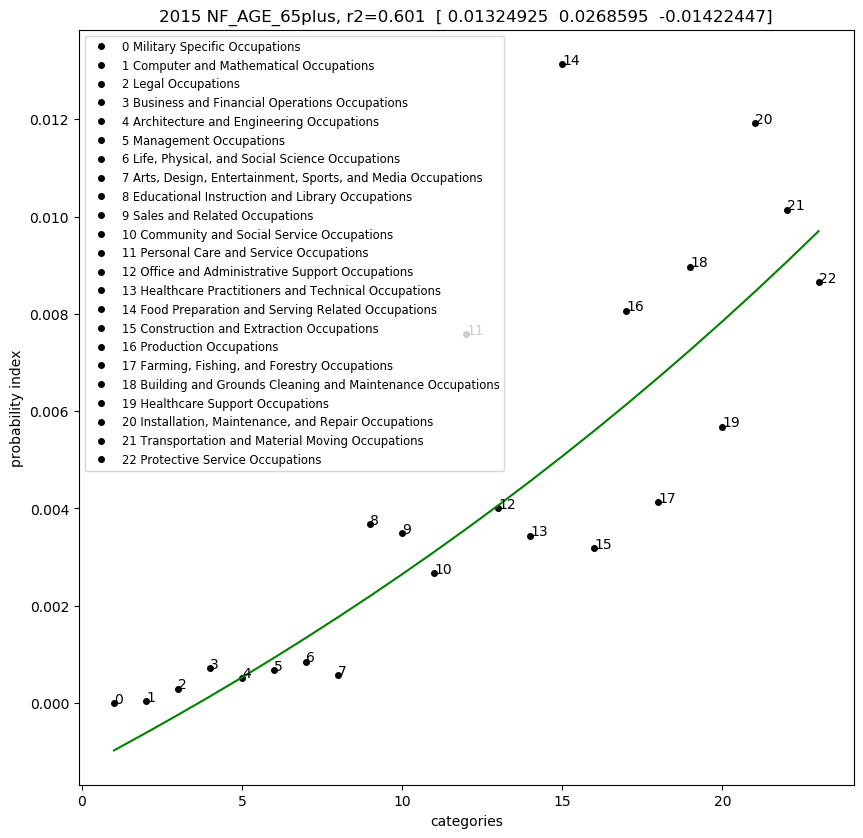 2015 NF_AGE_65plus, r2=0.601 [ 0.01324925 0.0268595 -0.01422447]
0 Military Specific Occupations
1 Computer and Mathematical Occupations
2 Legal Occupations
3 Business and Financial Operations Occupations
4 Architecture and Engineering Occupations
5 Management Occupations
6 Life, Physical, and Social Science Occupations
7 Arts, Design, Entertainment, Sports, and Media Occupations
8 Educational Instruction and Library Occupations
9 Sales and Related Occupations
10 Community and Social Service Occupations
11 Personal Care and Service Occupations
12 Office and Administrative Support Occupations
13 Healthcare Practitioners and Technical Occupations
14 Food Preparation and Serving Related Occupations
15 Construction and Extraction Occupations
16 Production Occupations
17 Farming, Fishing, and Forestry Occupations
18 Building and Grounds Cleaning and Maintenance Occupations
19 Healthcare Support Occupations
20 Installation, Maintenance, and Repair Occupations
21 Transportation and Material Moving Occupations
22 Protective Service Occupations
14
20
21
18
22
16
11
19
17
12
8
9
13
15
10
3
6
5
4
7
2
1
0
probability index
0.012
0.010
0.008
0.006
0.004
0.002
0.000
0
5
10
15
20
categories